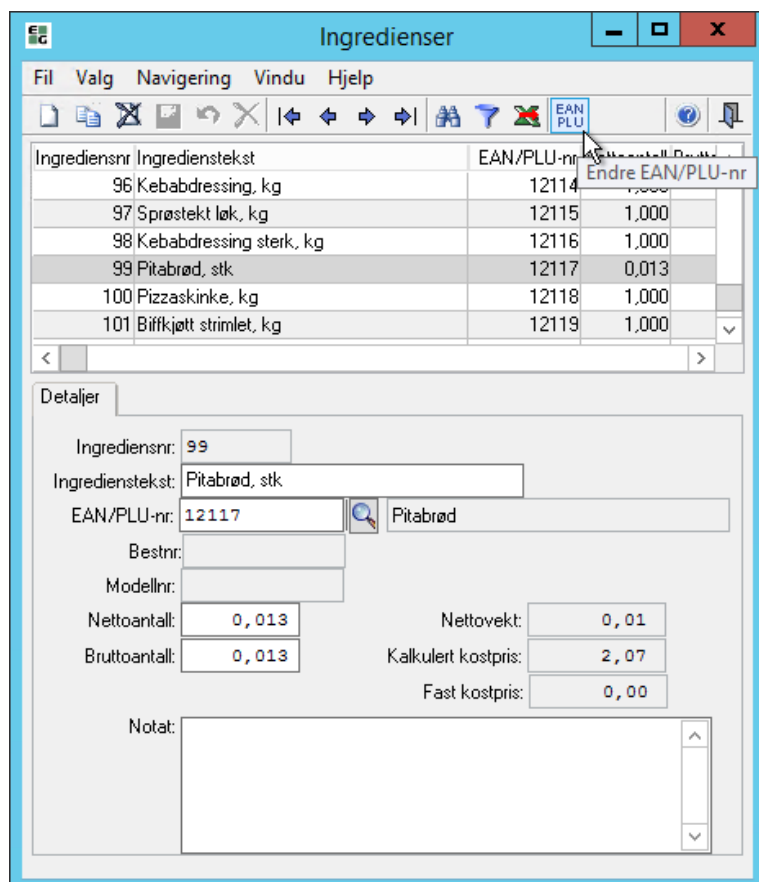 EG
Ingredienser
Fil Valg Navigering Vindu Hjelp
EAN PLU
Ingrediensnr Ingredienstekst EAN/PLU-nr
Endre EAN/PLU-nr
96 Kebabdressing, kg 12114
97 Sprøstekt løk, kg 12115 1,000
98 Kebabdressing sterk, kg 12116 1,000
99 Pitabrød, stk 12117 0,013
100 Pizzaskinke, kg 12118 1,000
101 Biffkjøtt strimlet, kg 12119 1,000
Detaljer
Ingrediensnr: 99
Ingredienstekst: Pitabrød, stk
EAN/PLU-nr: 12117 Pitabrød
Bestnr:
Modellnr:
Nettoantall: 0,013 Nettovekt: 0,01
Bruttoantall: 0,013 Kalkulert kostpris: 2,07
Fast kostpris: 0,00
Notat: